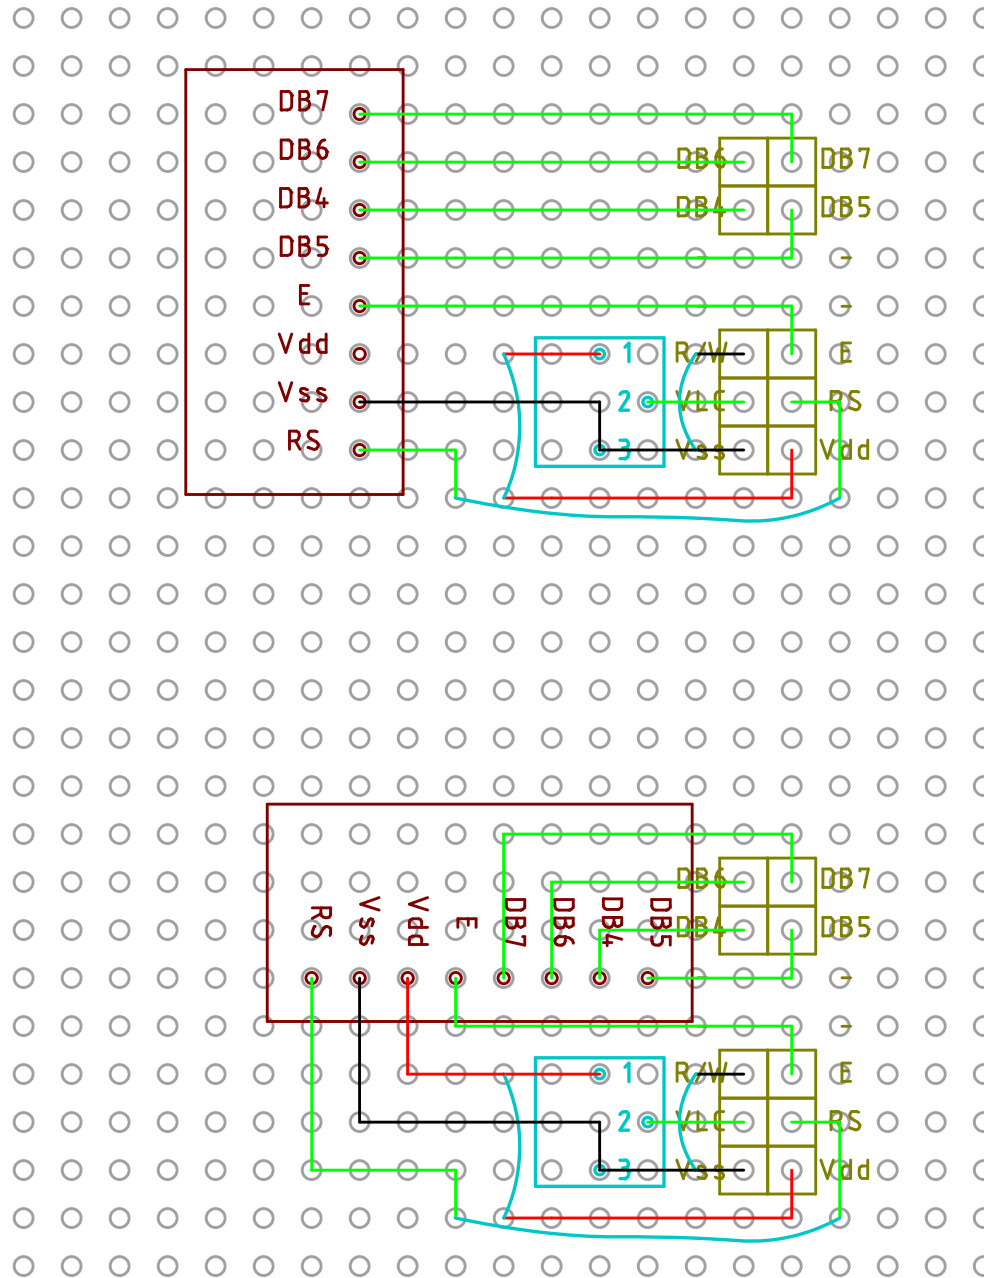 DB7
DB6
DB6 DB7
DB4
DB4 DB5
DB5
-
E
-
Vdd
1 R/W E
Vss
2 VLC RS
RS
3 Vss Vdd
DB6 DB7
RS Vss Vdd E DB7 DB6 DB4 DB5
DB4 DB5
-
-
1 R/W E
2 VLC RS
3 Vss Vdd